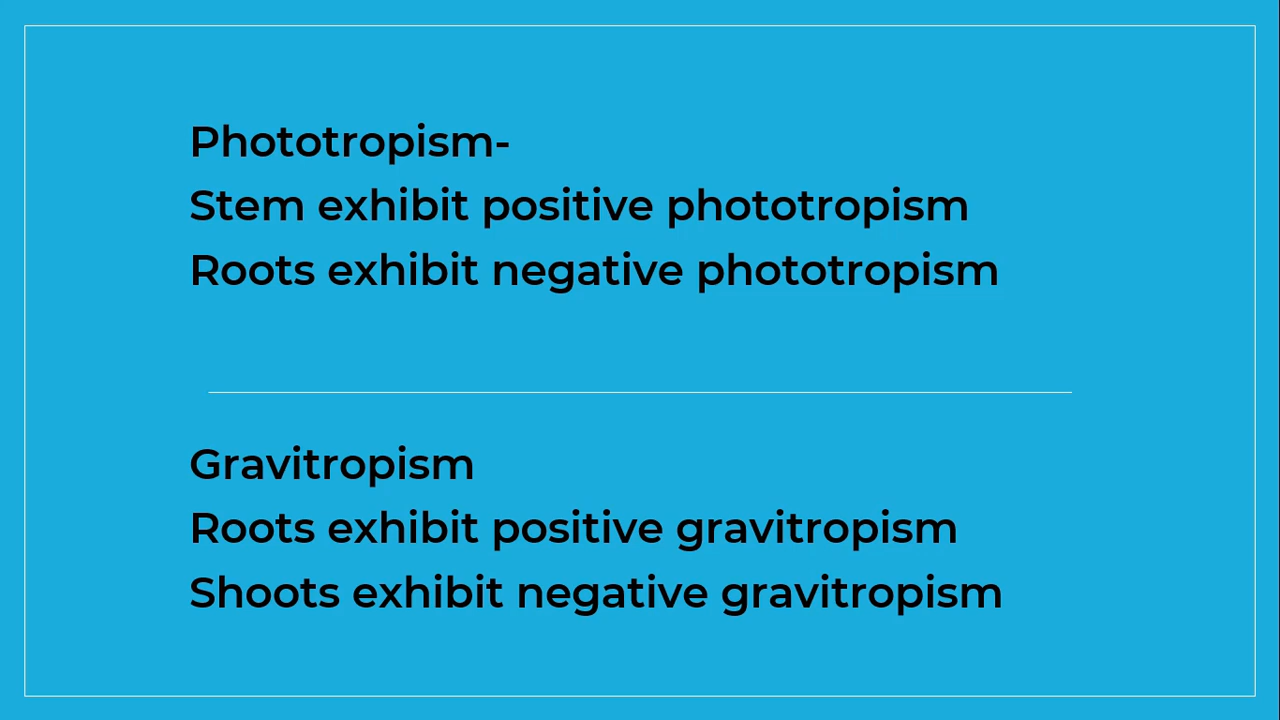 Phototropism-
Stem exhibit positive phototropism
Roots exhibit negative phototropism
Gravitropism
Roots exhibit positive gravitropism
Shoots exhibit negative gravitropism